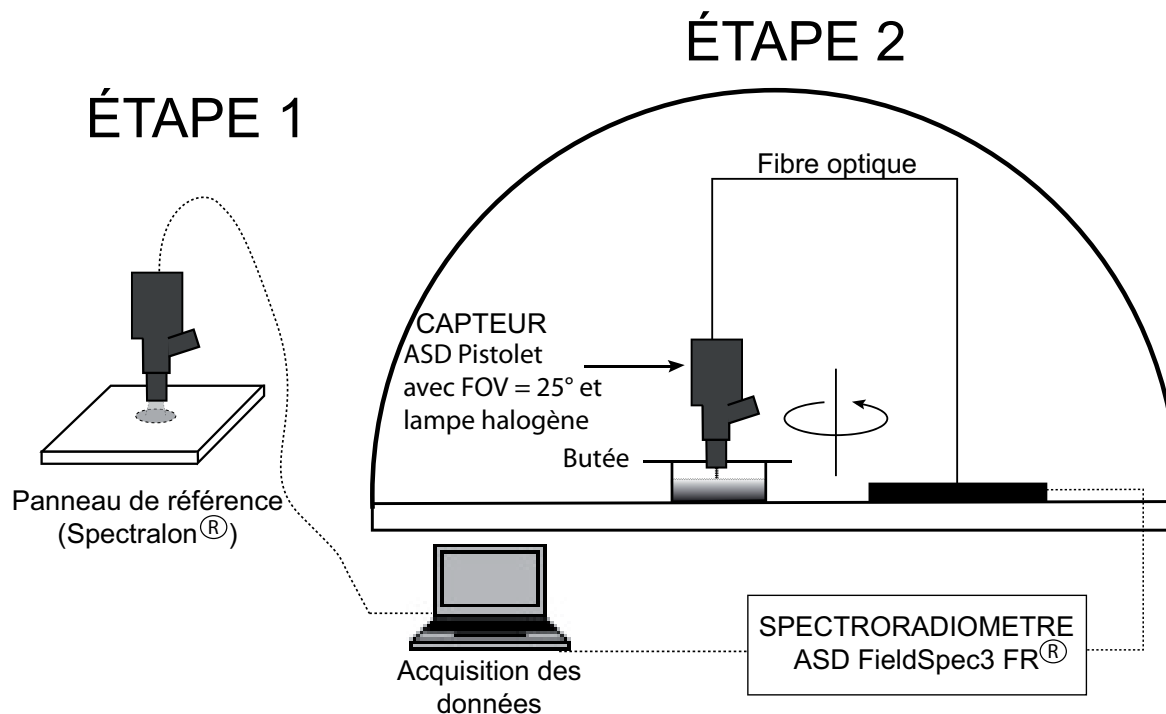 ÉTAPE 1
Panneau de référence
(Spectralon®)
ÉTAPE 2
Fibre optique
CAPTEUR
ASD Pistolet
avec FOV = 25° et
lampe halogène
Butée
Acquisition des
données
SPECTRORADIOMETRE
ASD FieldSpec3 FR®